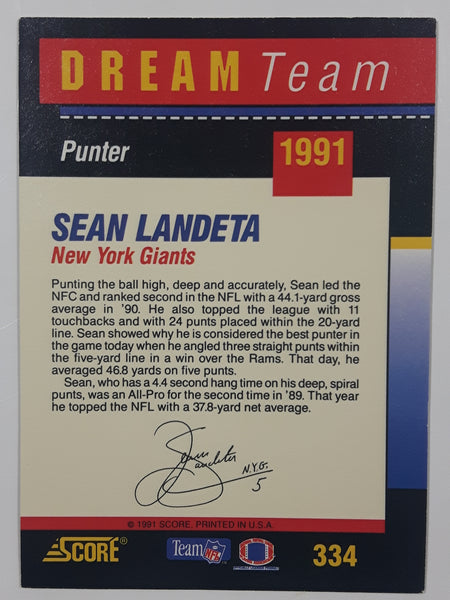 DREAM Team
Punter
1991
SEAN LANDETA
New York Giants
Punting the ball high, deep and accurately, Sean led the
NFC and ranked second in the NFL with a 44.1-yard gross
average in '90. He also topped the league with 11
touchbacks and with 24 punts placed within the 20-yard
line. Sean showed why he is considered the best punter in
the game today when he angled three straight punts within
the five-yard line in a win over the Rams. That day, he
averaged 46.8 yards on five punts.
Sean, who has a 4.4 second hang time on his deep, spiral
punts, was an All-Pro for the second time in '89. That year
he topped the NFL with a 37.8-yard net average.
Sean
Landeta
N.Y.G.
5
© 1991 SCORE, PRINTED IN U.S.A.
SCORE® Team NFL 334